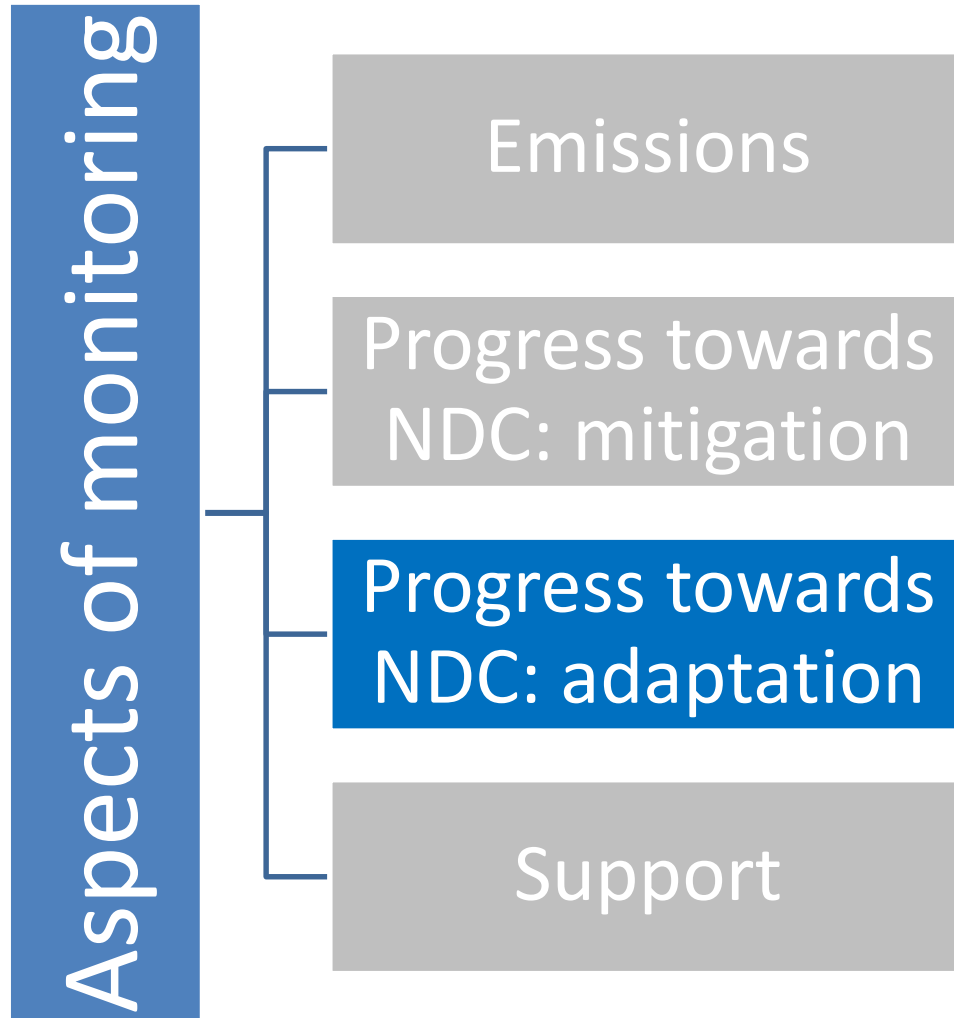 Aspects of monitoring
Emissions
Progress towards
NDC: mitigation
Progress towards
NDC: adaptation
Support